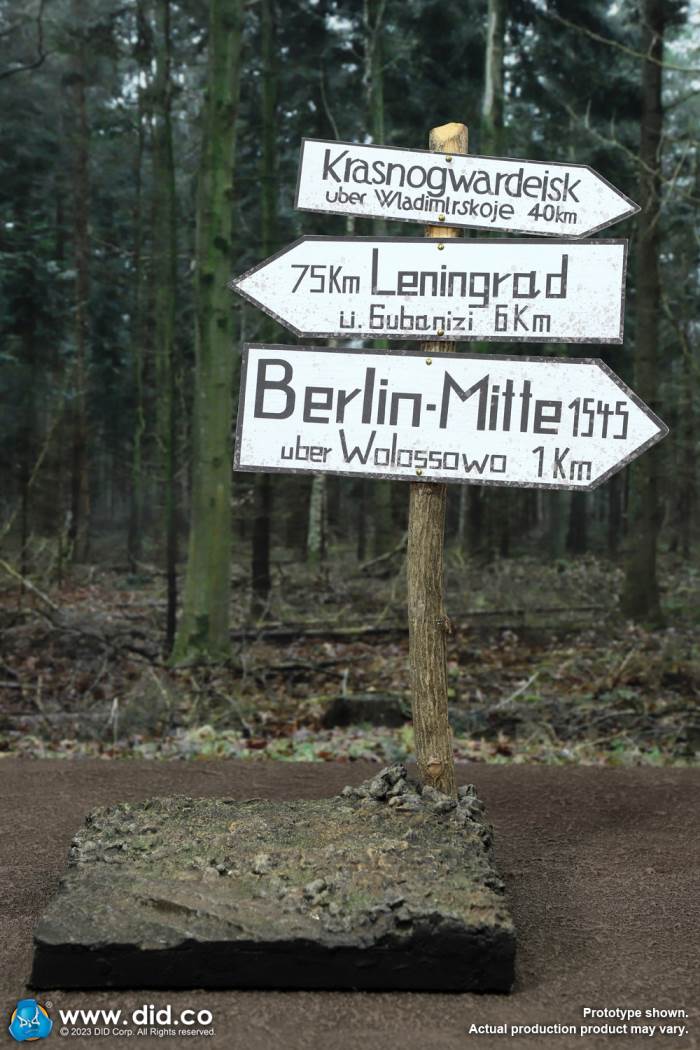 Krasnogwardeisk
uber Wladimlrskoje 40km
75Km Leningrad
u. Gubanizi 6Km
Berlin-Mitte 1545
uber Wolossowo 1Km
www.did.co
© 2023 DID Corp. All Rights reserved.
Prototype shown.
Actual production product may vary.